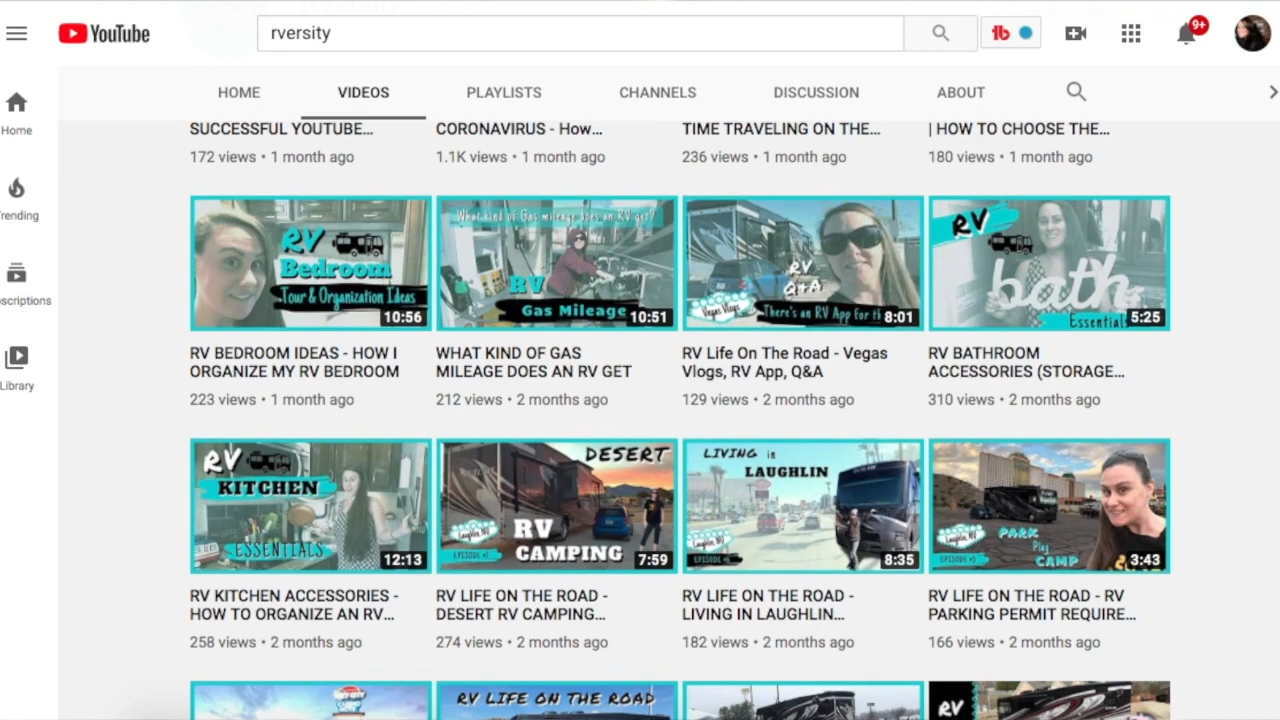 YouTube
rversity
9+
HOME VIDEOS PLAYLISTS CHANNELS DISCUSSION ABOUT
Home
rending
scriptions
Library
SUCCESSFUL YOUTUBE...
172 views • 1 month ago
CORONAVIRUS - How...
1.1K views • 1 month ago
TIME TRAVELING ON THE...
236 views • 1 month ago
| HOW TO CHOOSE THE...
180 views • 1 month ago
RV
Bedroom
Tour & Organization Ideas
10:56
RV BEDROOM IDEAS - HOW I
ORGANIZE MY RV BEDROOM
223 views • 1 month ago
What kind of Gas mileage does an RV get?
RV
Gas Mileage
10:51
WHAT KIND OF GAS
MILEAGE DOES AN RV GET
212 views • 2 months ago
RV
Q&A
Vegas Vlogs
There's an RV App for th
8:01
RV Life On The Road - Vegas
Vlogs, RV App, Q&A
129 views • 2 months ago
RV
bath
Essentials
5:25
RV BATHROOM
ACCESSORIES (STORAGE...
310 views • 2 months ago
RV
KITCHEN
ESSENTIALS
12:13
RV KITCHEN ACCESSORIES -
HOW TO ORGANIZE AN RV...
258 views • 2 months ago
DESERT
Laughlin, NV
RV
CAMPING
7:59
RV LIFE ON THE ROAD -
DESERT RV CAMPING...
274 views • 2 months ago
LIVING in
LAUGHLIN
Laughlin, NV
8:35
RV LIFE ON THE ROAD -
LIVING IN LAUGHLIN...
182 views • 2 months ago
Laughlin, NV
PARK
Play
CAMP
3:43
RV LIFE ON THE ROAD - RV
PARKING PERMIT REQUIRE...
166 views • 2 months ago
RV LIFE ON THE ROAD
RV